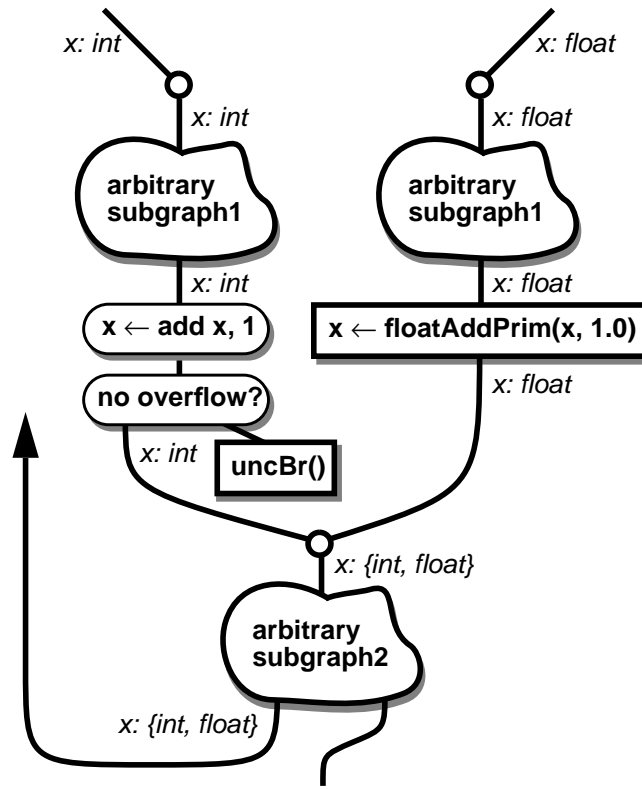 x: int
x: float
x: int
x: float
arbitrary
subgraph1
arbitrary
subgraph1
x: int
x: float
x ← add x, 1
x ← floatAddPrim(x, 1.0)
no overflow?
x: float
x: int
uncBr()
x: {int, float}
arbitrary
subgraph2
x: {int, float}